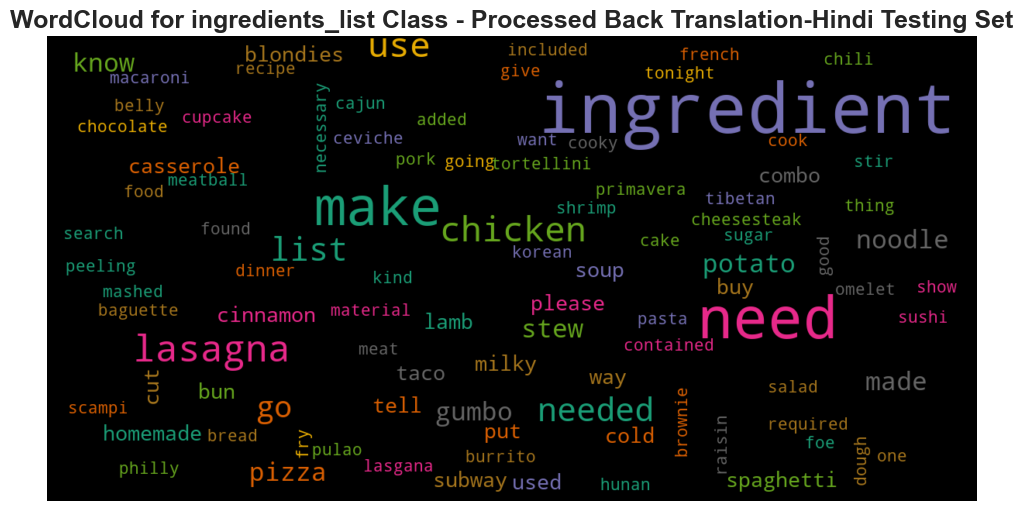 WordCloud for ingredients_list Class - Processed Back Translation-Hindi Testing Set
know blondies use included french chili
macaroni recipe give tonight
belly necessary cajun added ingredient
chocolate cupcake ceviche want cooky cook
casserole pork going tortellini combo stir
food meatball make primavera tibetan thing
search found chicken shrimp cheesesteak
list korean cake sugar good noodle
peeling dinner kind soup potato
mashed please buy omelet show
baguette cinnamon material lamb stew pasta need sushi
lasagna meat contained
cut bun taco milky way salad made
scampi go tell gumbo needed brownie required
homemade bread fry put cold raisin foe dough one
philly pulao lasgana burrito
pizza subway used hunan spaghetti